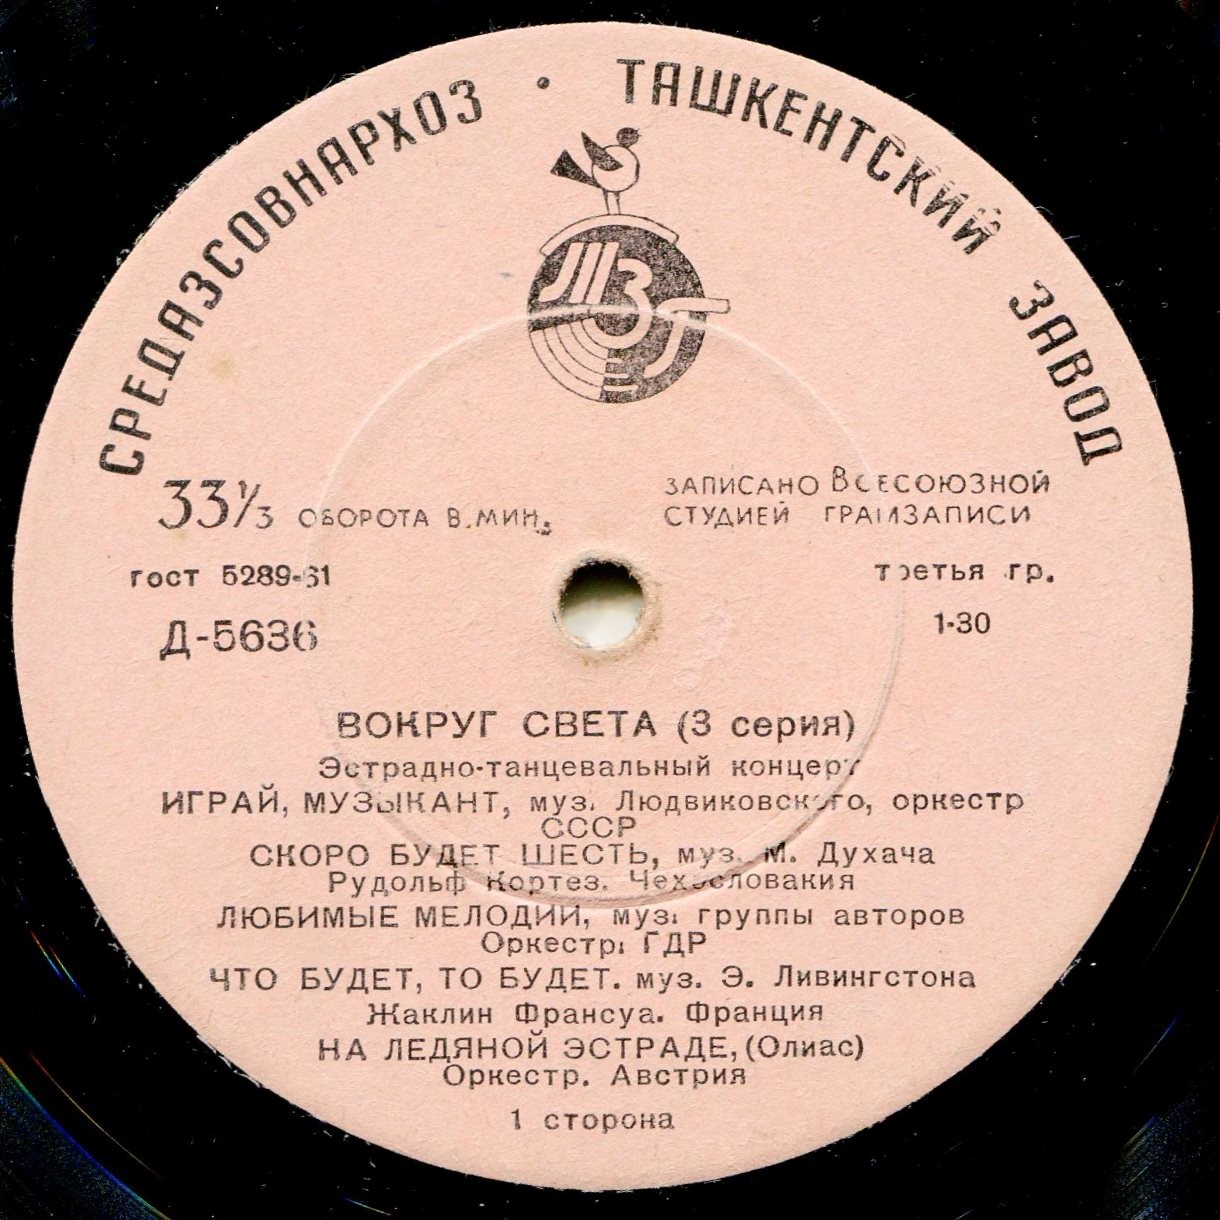 СРЕДАЗСОВНАРХОЗ · ТАШКЕНТСКИЙ ЗАВОД
ТЗГ
33⅓ ОБОРОТА В МИН.
ЗАПИСАНО ВСЕСОЮЗНОЙ
СТУДИЕЙ ГРАМЗАПИСИ
гост 5289-61
третья гр.
Д-5636
1-30
ВОКРУГ СВЕТА (3 серия)
Эстрадно-танцевальный концерт
ИГРАЙ, МУЗЫКАНТ, муз. Людвиковского, оркестр
СССР
СКОРО БУДЕТ ШЕСТЬ, муз. М. Духача
Рудольф Кортез. Чехословакия
ЛЮБИМЫЕ МЕЛОДИИ, муз. группы авторов
Оркестр. ГДР
ЧТО БУДЕТ, ТО БУДЕТ. муз. Э. Ливингстона
Жаклин Франсуа. Франция
НА ЛЕДЯНОЙ ЭСТРАДЕ, (Олиас)
Оркестр. Австрия
1 сторона